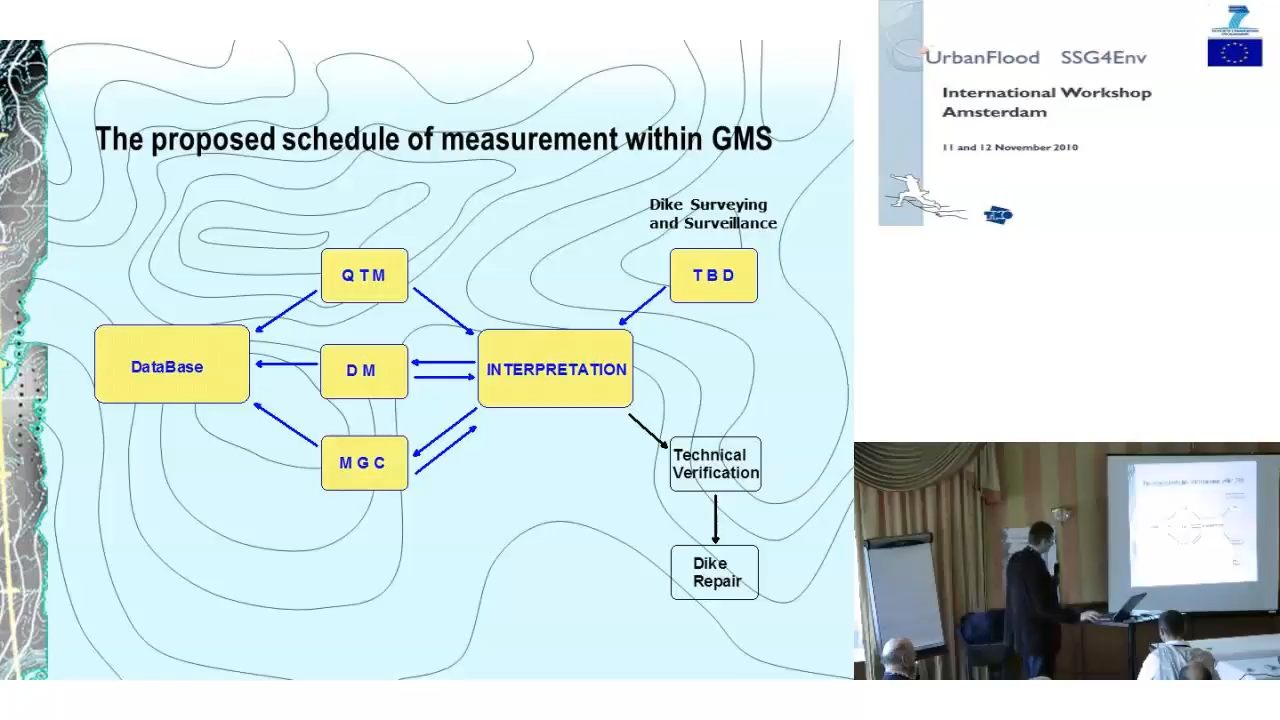 The proposed schedule of measurement within GMS
Dike Surveying
and Surveillance
Q T M
T B D
DataBase
D M
INTERPRETATION
M G C
Technical
Verification
Dike
Repair
UrbanFlood SSG4Env
International Workshop
Amsterdam
11 and 12 November 2010